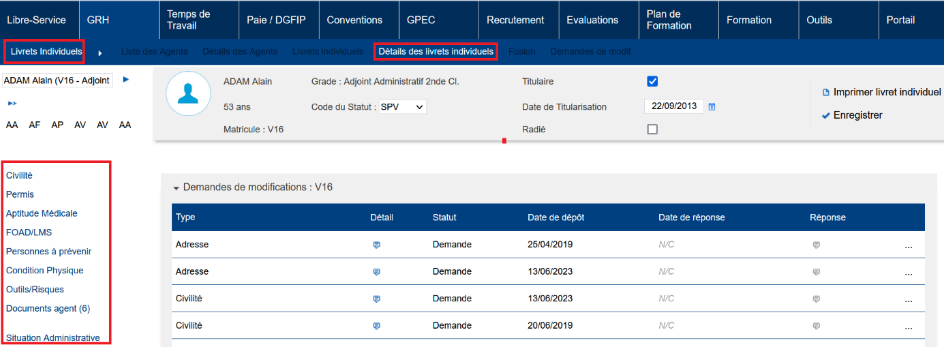 Libre-Service GRH Temps de Travail Paie / DGFIP Conventions GPEC Recrutement Evaluations Plan de Formation Formation Outils Portail
Livrets Individuels Liste des Agents Détails des Agents Livrets Individuels Détails des livrets individuels Fusion Demandes de modif.
ADAM Alain (V16 - Adjoint
AA AF AP AV AV AA
ADAM Alain Grade : Adjoint Administratif 2nde Cl. Titulaire
53 ans Code du Statut : SPV Date de Titularisation 22/09/2013
Matricule : V16 Radié
Imprimer livret individuel
Enregistrer
Civilité
Permis
Aptitude Médicale
FOAD/LMS
Personnes à prévenir
Condition Physique
Outils/Risques
Documents agent (6)
Situation Administrative
Demandes de modifications : V16
Type Détail Statut Date de dépôt Date de réponse Réponse
Adresse Demande 25/04/2019 N/C ...
Adresse Demande 13/06/2023 N/C ...
Civilité Demande 13/06/2023 N/C ...
Civilité Demande 20/06/2019 N/C ...